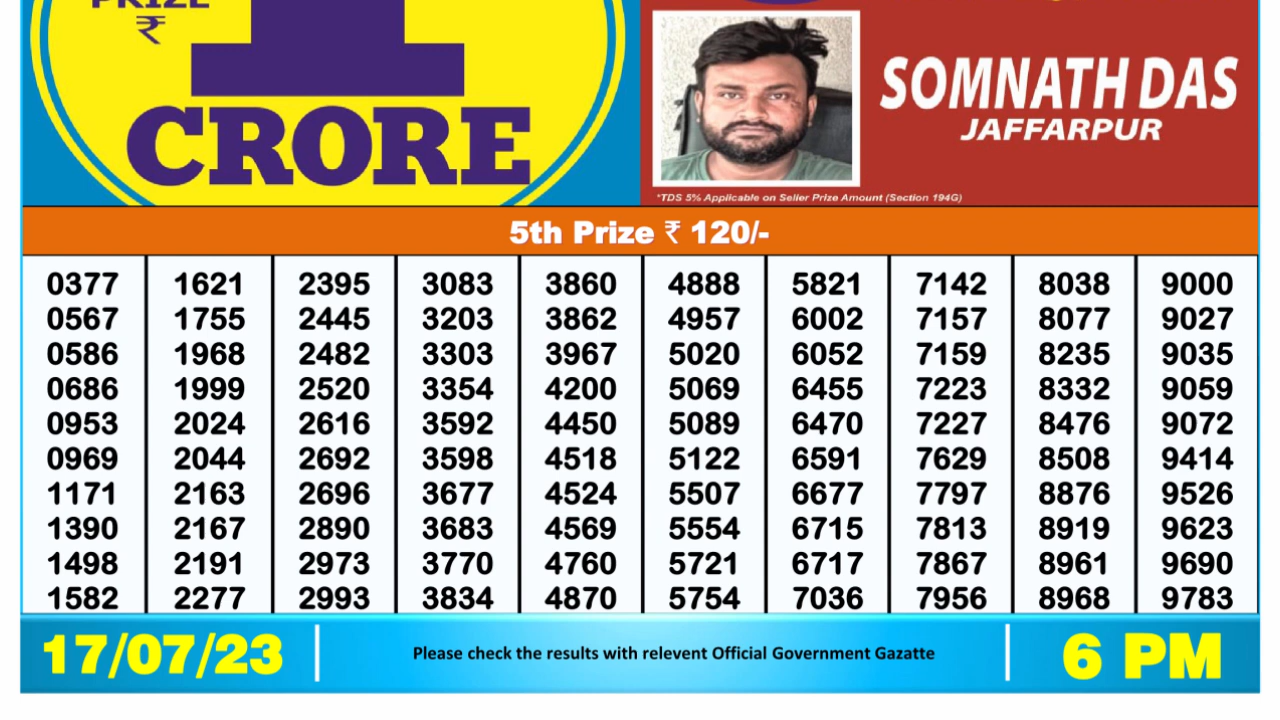 PRIZE
₹
1
CRORE
SOMNATH DAS
JAFFARPUR
*TDS 5% Applicable on Seller Prize Amount (Section 194G)
5th Prize ₹ 120/-
0377 1621 2395 3083 3860 4888 5821 7142 8038 9000
0567 1755 2445 3203 3862 4957 6002 7157 8077 9027
0586 1968 2482 3303 3967 5020 6052 7159 8235 9035
0686 1999 2520 3354 4200 5069 6455 7223 8332 9059
0953 2024 2616 3592 4450 5089 6470 7227 8476 9072
0969 2044 2692 3598 4518 5122 6591 7629 8508 9414
1171 2163 2696 3677 4524 5507 6677 7797 8876 9526
1390 2167 2890 3683 4569 5554 6715 7813 8919 9623
1498 2191 2973 3770 4760 5721 6717 7867 8961 9690
1582 2277 2993 3834 4870 5754 7036 7956 8968 9783
17/07/23
Please check the results with relevent Official Government Gazatte
6 PM